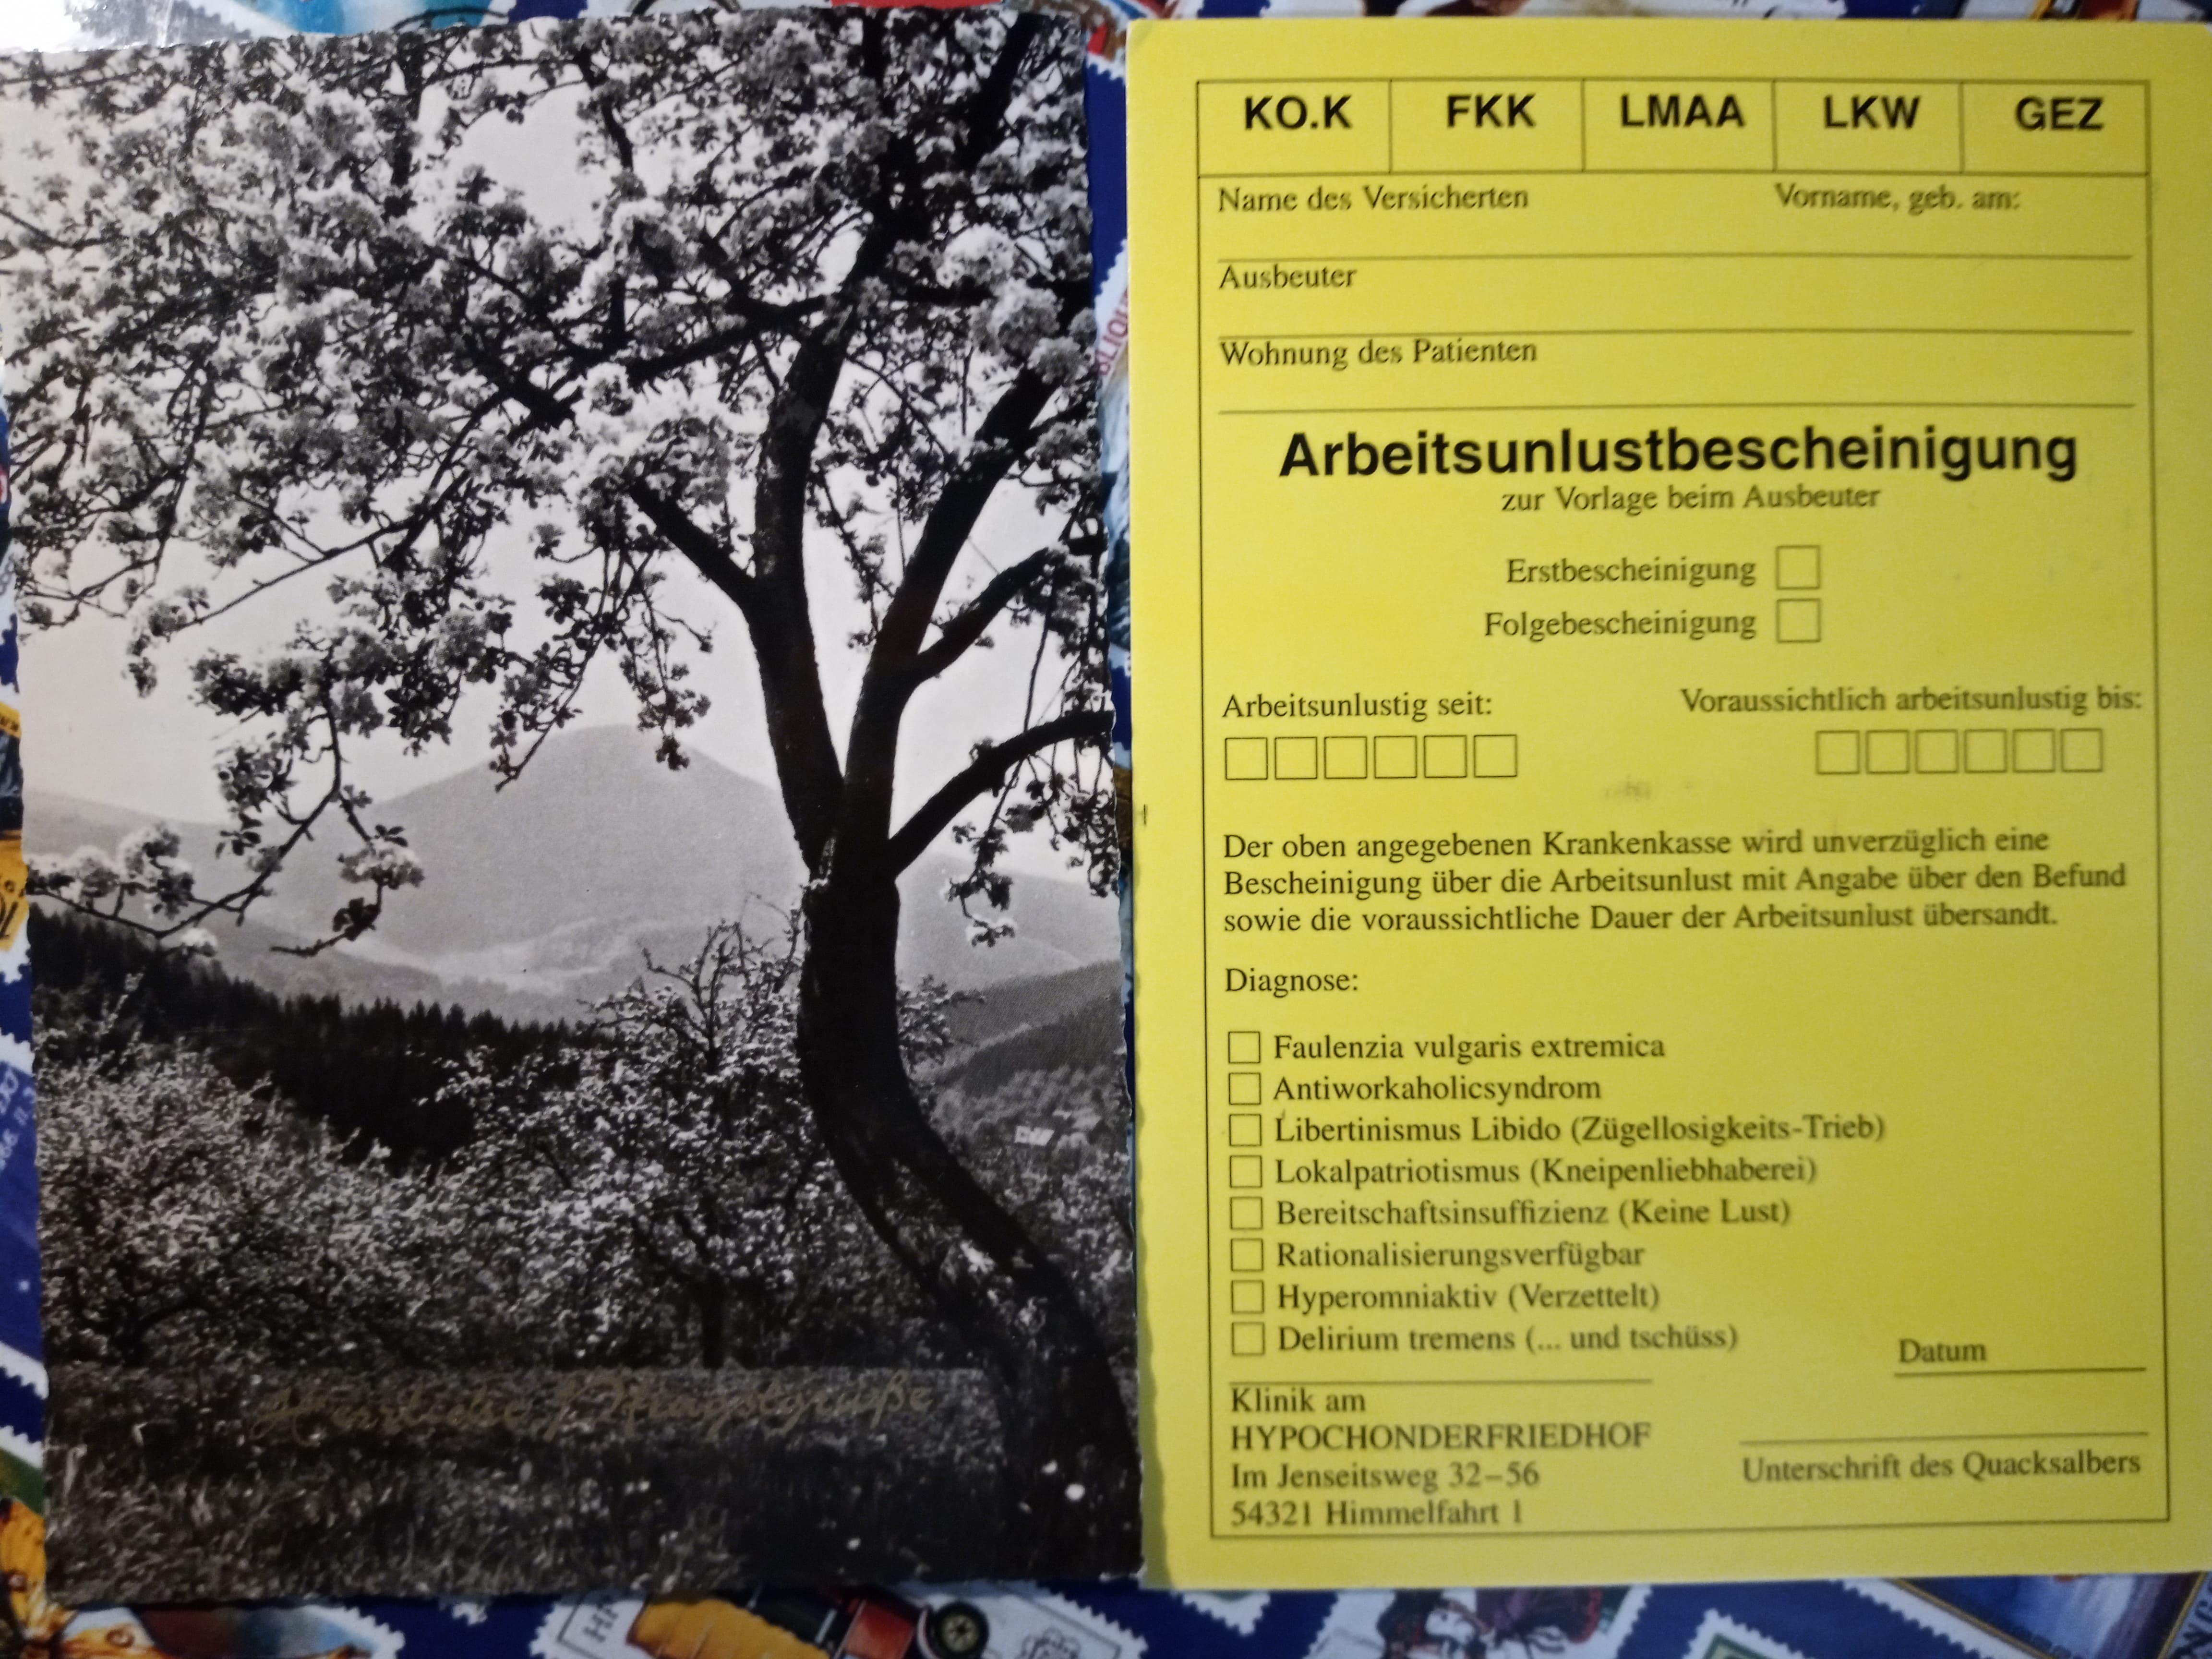 Herzliche Pfingstgrüße
KO.K FKK LMAA LKW GEZ
Name des Versicherten Vorname, geb. am:
Ausbeuter
Wohnung des Patienten
Arbeitsunlustbescheinigung
zur Vorlage beim Ausbeuter
Erstbescheinigung
Folgebescheinigung
Arbeitsunlustig seit: Voraussichtlich arbeitsunlustig bis:
Der oben angegebenen Krankenkasse wird unverzüglich eine
Bescheinigung über die Arbeitsunlust mit Angabe über den Befund
sowie die voraussichtliche Dauer der Arbeitsunlust übersandt.
Diagnose:
Faulenzia vulgaris extremica
Antiworkaholicsyndrom
Libertinismus Libido (Zügellosigkeits-Trieb)
Lokalpatriotismus (Kneipenliebhaberei)
Bereitschaftsinsuffizienz (Keine Lust)
Rationalisierungsverfügbar
Hyperomniaktiv (Verzettelt)
Delirium tremens (... und tschüss)
Datum
Klinik am
HYPOCHONDERFRIEDHOF
Im Jenseitsweg 32–56
54321 Himmelfahrt 1
Unterschrift des Quacksalbers